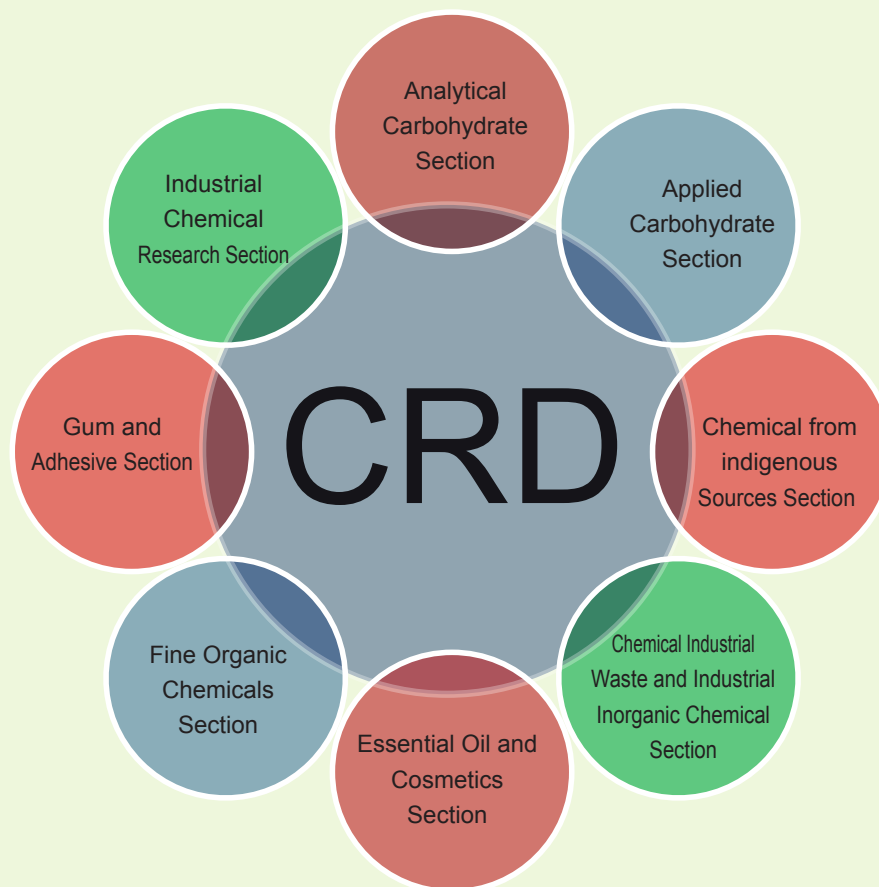 Analytical
Carbohydrate
Section
Applied
Carbohydrate
Section
Chemical from
indigenous
Sources Section
Chemical Industrial
Waste and Industrial
Inorganic Chemical
Section
Essential Oil and
Cosmetics
Section
Fine Organic
Chemicals
Section
Gum and
Adhesive Section
Industrial
Chemical
Research Section
CRD